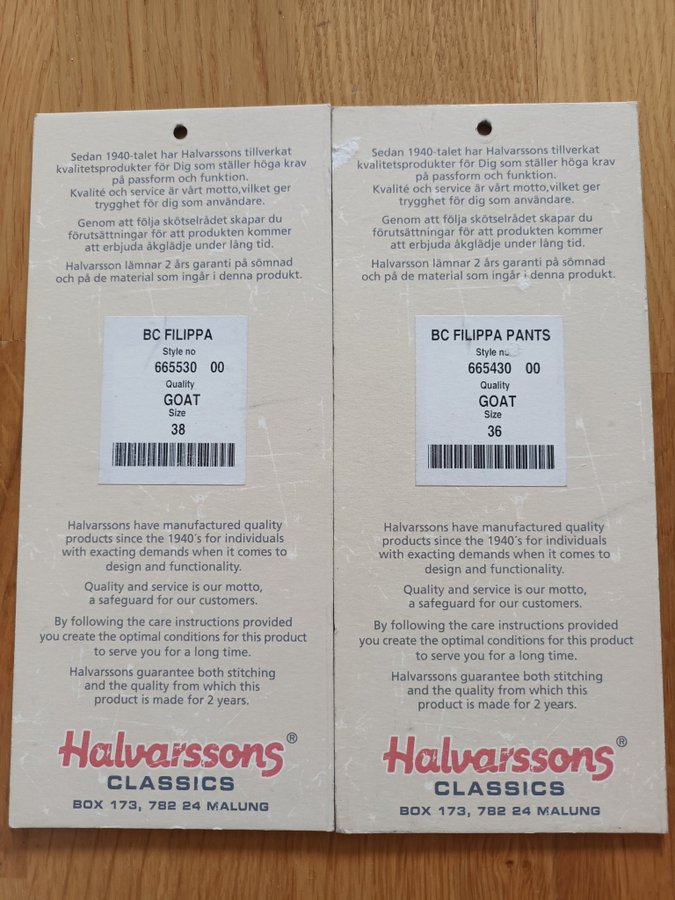 Sedan 1940-talet har Halvarssons tillverkat
kvalitetsprodukter för Dig som ställer höga krav
på passform och funktion.
Kvalité och service är vårt motto,vilket ger
trygghet för dig som användare.
Genom att följa skötselrådet skapar du
förutsättningar för att produkten kommer
att erbjuda åkglädje under lång tid.
Halvarsson lämnar 2 års garanti på sömnad
och på de material som ingår i denna produkt.
BC FILIPPA
Style no
665530 00
Quality
GOAT
Size
38
Halvarssons have manufactured quality
products since the 1940´s for individuals
with exacting demands when it comes to
design and functionality.
Quality and service is our motto,
a safeguard for our customers.
By following the care instructions provided
you create the optimal conditions for this product
to serve you for a long time.
Halvarssons guarantee both stitching
and the quality from which this
product is made for 2 years.
Halvarssons®
CLASSICS
BOX 173, 782 24 MALUNG
Sedan 1940-talet har Halvarssons tillverkat
kvalitetsprodukter för Dig som ställer höga krav
på passform och funktion.
Kvalité och service är vårt motto,vilket ger
trygghet för dig som användare.
Genom att följa skötselrådet skapar du
förutsättningar för att produkten kommer
att erbjuda åkglädje under lång tid.
Halvarsson lämnar 2 års garanti på sömnad
och på de material som ingår i denna produkt.
BC FILIPPA PANTS
Style no
665430 00
Quality
GOAT
Size
36
Halvarssons have manufactured quality
products since the 1940´s for individuals
with exacting demands when it comes to
design and functionality.
Quality and service is our motto,
a safeguard for our customers.
By following the care instructions provided
you create the optimal conditions for this product
to serve you for a long time.
Halvarssons guarantee both stitching
and the quality from which this
product is made for 2 years.
Halvarssons®
CLASSICS
BOX 173, 782 24 MALUNG